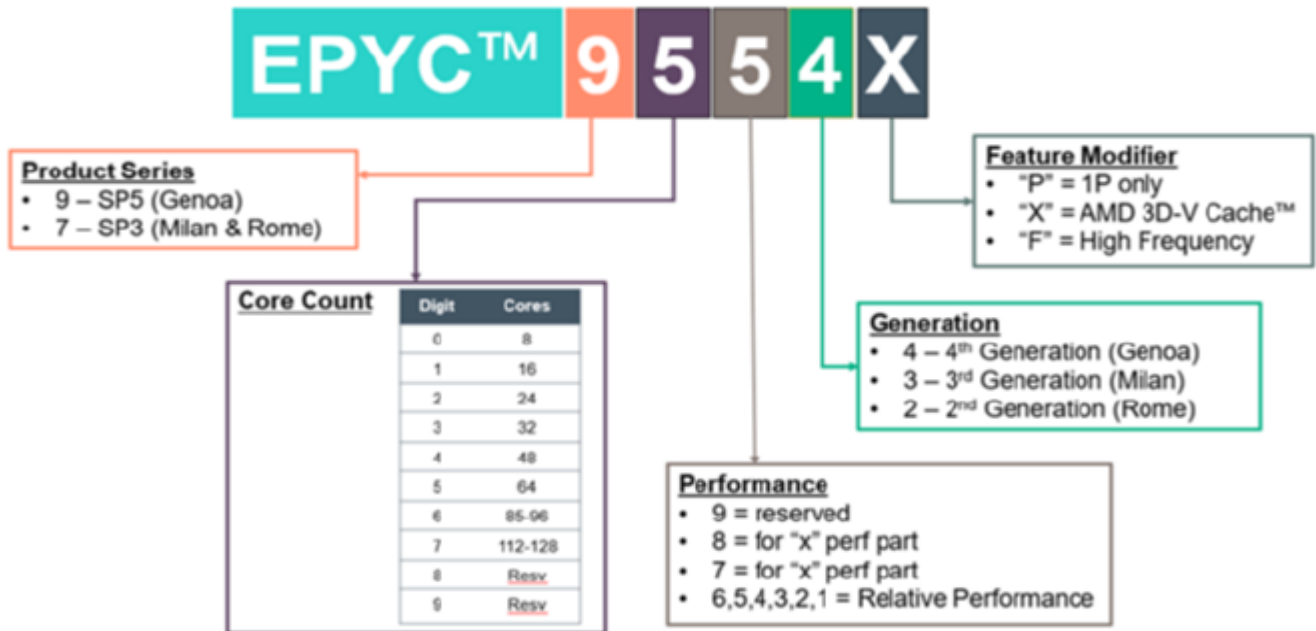 EPYC™ 9 5 5 4 X
Product Series
• 9 – SP5 (Genoa)
• 7 – SP3 (Milan & Rome)
Feature Modifier
• "P" = 1P only
• "X" = AMD 3D-V Cache™
• "F" = High Frequency
Core Count
Digit Cores
0 8
1 16
2 24
3 32
4 48
5 64
6 85-96
7 112-128
8 Resv
9 Resv
Generation
• 4 – 4th Generation (Genoa)
• 3 – 3rd Generation (Milan)
• 2 – 2nd Generation (Rome)
Performance
• 9 = reserved
• 8 = for "x" perf part
• 7 = for "x" perf part
• 6,5,4,3,2,1 = Relative Performance